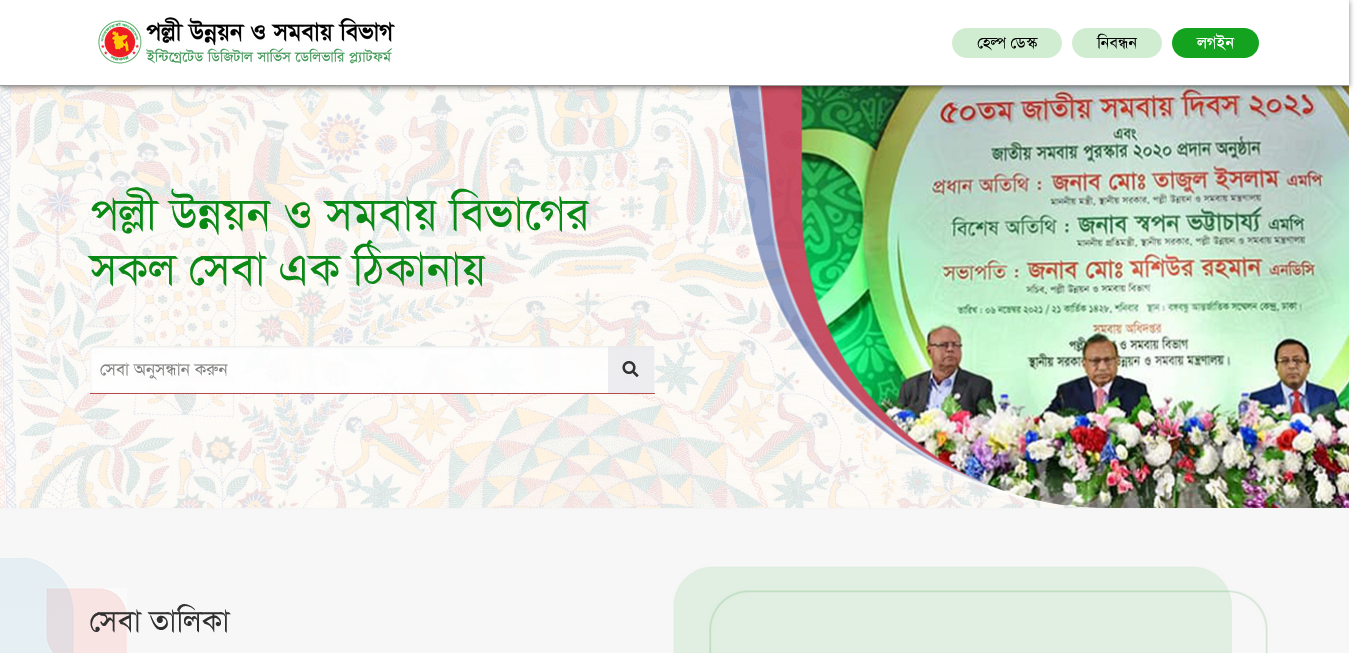 পল্লী উন্নয়ন ও সমবায় বিভাগ
ইন্টিগ্রেটেড ডিজিটাল সার্ভিস ডেলিভারি প্ল্যাটফর্ম
হেল্প ডেস্ক নিবন্ধন লগইন
পল্লী উন্নয়ন ও সমবায় বিভাগের
সকল সেবা এক ঠিকানায়
সেবা অনুসন্ধান করুন
৫০তম জাতীয় সমবায় দিবস ২০২১
এবং
জাতীয় সমবায় পুরস্কার ২০২০ প্রদান অনুষ্ঠান
প্রধান অতিথি : জনাব মোঃ তাজুল ইসলাম এমপি
মাননীয় মন্ত্রী, স্থানীয় সরকার, পল্লী উন্নয়ন ও সমবায় মন্ত্রণালয়
বিশেষ অতিথি : জনাব স্বপন ভট্টাচার্য্য এমপি
মাননীয় প্রতিমন্ত্রী, স্থানীয় সরকার, পল্লী উন্নয়ন ও সমবায় মন্ত্রণালয়
সভাপতি : জনাব মোঃ মশিউর রহমান এনডিসি
সচিব, পল্লী উন্নয়ন ও সমবায় বিভাগ
তারিখ : ০৬ নভেম্বর ২০২১ / ২১ কার্তিক ১৪২৮, শনিবার স্থান : বঙ্গবন্ধু আন্তর্জাতিক সম্মেলন কেন্দ্র, ঢাকা।
সমবায় অধিদপ্তর
পল্লী ও সমবায় বিভাগ
স্থানীয় উন্নয়ন ও সমবায় মন্ত্রণালয়।
সেবা তালিকা